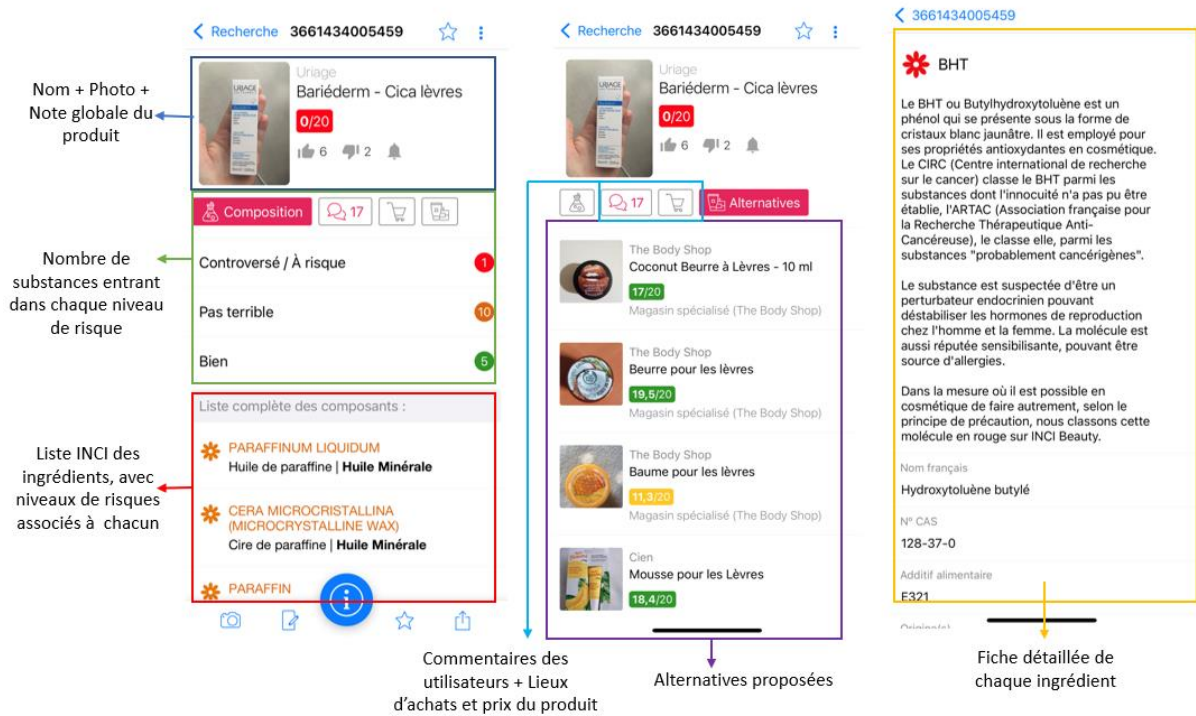 Recherche 3661434005459
Uriage
Bariéderm - Cica lèvres
0/20
6 2
Composition 17
Controversé / À risque 1
Pas terrible 10
Bien 5
Liste complète des composants :
PARAFFINUM LIQUIDUM
Huile de paraffine | Huile Minérale
CERA MICROCRISTALLINA
(MICROCRYSTALLINE WAX)
Cire de paraffine | Huile Minérale
PARAFFIN
Nom + Photo +
Note globale du
produit
Nombre de
substances entrant
dans chaque niveau
de risque
Liste INCI des
ingrédients, avec
niveaux de risques
associés à chacun
Recherche 3661434005459
Uriage
Bariéderm - Cica lèvres
0/20
6 2
17 Alternatives
The Body Shop
Coconut Beurre à Lèvres - 10 ml
17/20
Magasin spécialisé (The Body Shop)
The Body Shop
Beurre pour les lèvres
19,5/20
Magasin spécialisé (The Body Shop)
The Body Shop
Baume pour les lèvres
11,3/20
Magasin spécialisé (The Body Shop)
Cien
Mousse pour les Lèvres
18,4/20
Commentaires des
utilisateurs + Lieux
d'achats et prix du produit
Alternatives proposées
3661434005459
BHT
Le BHT ou Butylhydroxytoluène est un
phénol qui se présente sous la forme de
cristaux blanc jaunâtre. Il est employé pour
ses propriétés antioxydantes en cosmétique.
Le CIRC (Centre international de recherche
sur le cancer) classe le BHT parmi les
substances dont l'innocuité n'a pas pu être
établie, l'ARTAC (Association française pour
la Recherche Thérapeutique Anti-
Cancéreuse), le classe elle, parmi les
substances "probablement cancérigènes".
Le substance est suspectée d'être un
perturbateur endocrinien pouvant
déstabiliser les hormones de reproduction
chez l'homme et la femme. La molécule est
aussi réputée sensibilisante, pouvant être
source d'allergies.
Dans la mesure où il est possible en
cosmétique de faire autrement, selon le
principe de précaution, nous classons cette
molécule en rouge sur INCI Beauty.
Nom français
Hydroxytoluène butylé
N° CAS
128-37-0
Additif alimentaire
E321
Fiche détaillée de
chaque ingrédient